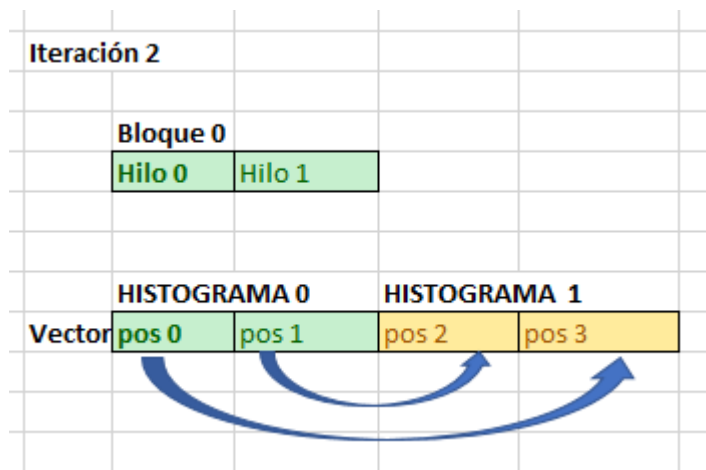 Iteración 2
Bloque 0
Hilo 0 Hilo 1
HISTOGRAMA 0 HISTOGRAMA 1
Vector pos 0 pos 1 pos 2 pos 3